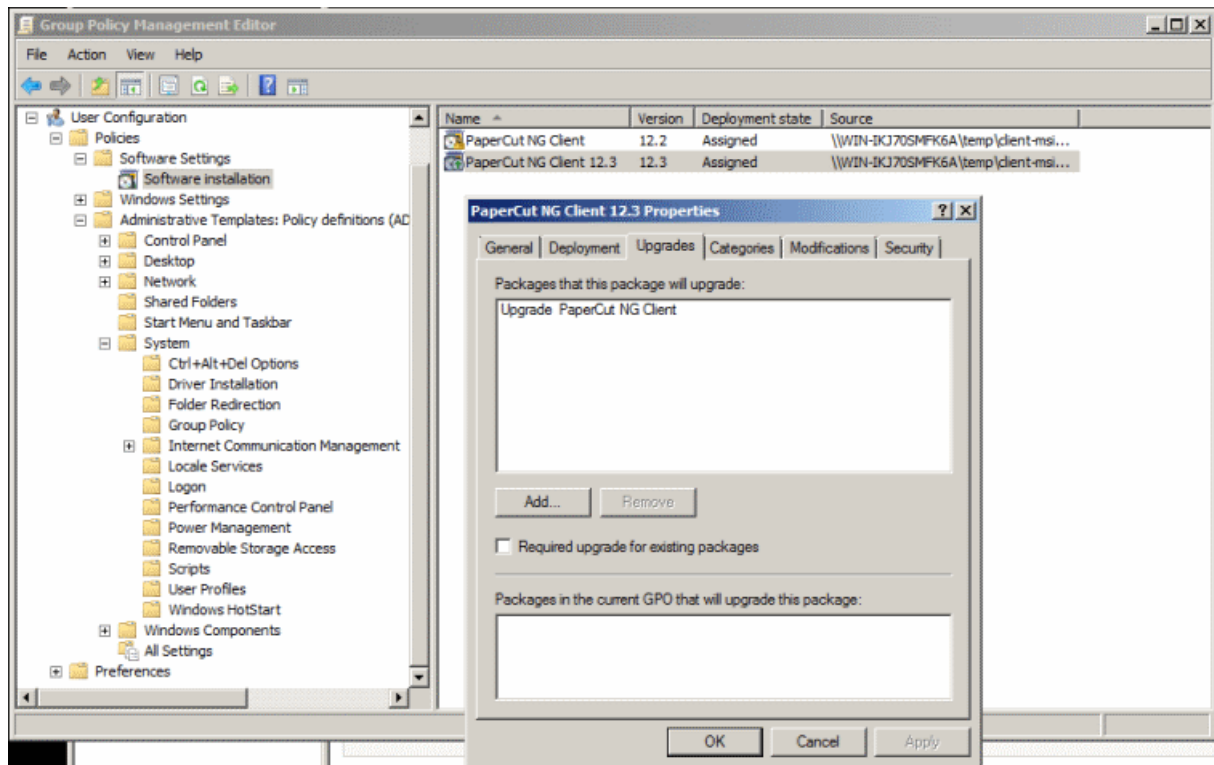 Group Policy Management Editor
File Action View Help
User Configuration
Policies
Software Settings
Software installation
Windows Settings
Administrative Templates: Policy definitions (AD
Control Panel
Desktop
Network
Shared Folders
Start Menu and Taskbar
System
Ctrl+Alt+Del Options
Driver Installation
Folder Redirection
Group Policy
Internet Communication Management
Locale Services
Logon
Performance Control Panel
Power Management
Removable Storage Access
Scripts
User Profiles
Windows HotStart
Windows Components
All Settings
Preferences
Name Version Deployment state Source
PaperCut NG Client 12.2 Assigned \\WIN-IKJ70SMFK6A\temp\client-msi...
PaperCut NG Client 12.3 12.3 Assigned \\WIN-IKJ70SMFK6A\temp\client-msi...
PaperCut NG Client 12.3 Properties
General Deployment Upgrades Categories Modifications Security
Packages that this package will upgrade:
Upgrade PaperCut NG Client
Add... Remove
Required upgrade for existing packages
Packages in the current GPO that will upgrade this package:
OK Cancel Apply